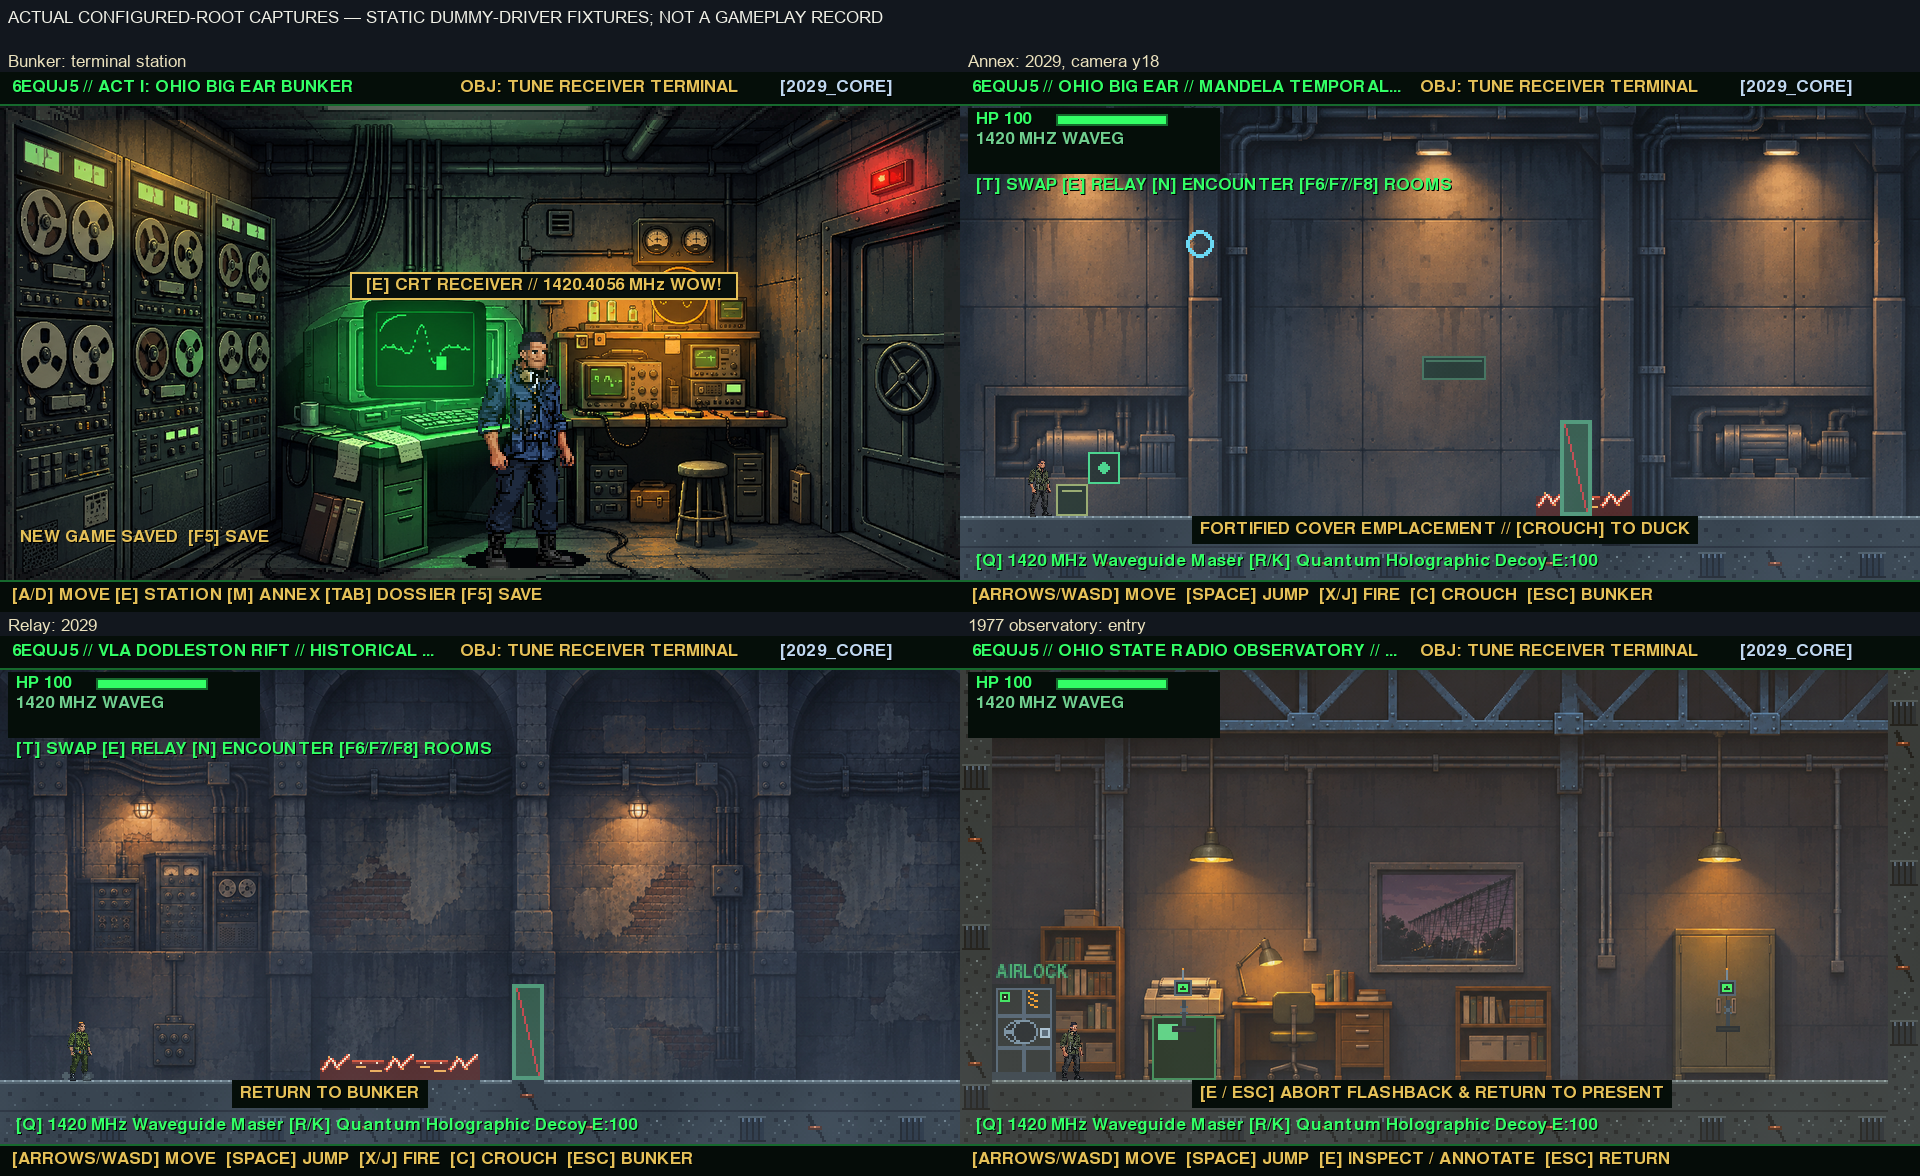 ACTUAL CONFIGURED-ROOT CAPTURES — STATIC DUMMY-DRIVER FIXTURES; NOT A GAMEPLAY RECORD
Bunker: terminal station
6EQUJ5 // ACT I: OHIO BIG EAR BUNKER OBJ: TUNE RECEIVER TERMINAL [2029_CORE]
[E] CRT RECEIVER // 1420.4056 MHz WOW!
NEW GAME SAVED [F5] SAVE
[A/D] MOVE [E] STATION [M] ANNEX [TAB] DOSSIER [F5] SAVE
Annex: 2029, camera y18
6EQUJ5 // OHIO BIG EAR // MANDELA TEMPORAL... OBJ: TUNE RECEIVER TERMINAL [2029_CORE]
HP 100
1420 MHZ WAVEG
[T] SWAP [E] RELAY [N] ENCOUNTER [F6/F7/F8] ROOMS
FORTIFIED COVER EMPLACEMENT // [CROUCH] TO DUCK
[Q] 1420 MHz Waveguide Maser [R/K] Quantum Holographic Decoy E:100
[ARROWS/WASD] MOVE [SPACE] JUMP [X/J] FIRE [C] CROUCH [ESC] BUNKER
Relay: 2029
6EQUJ5 // VLA DODLESTON RIFT // HISTORICAL ... OBJ: TUNE RECEIVER TERMINAL [2029_CORE]
HP 100
1420 MHZ WAVEG
[T] SWAP [E] RELAY [N] ENCOUNTER [F6/F7/F8] ROOMS
RETURN TO BUNKER
[Q] 1420 MHz Waveguide Maser [R/K] Quantum Holographic Decoy E:100
[ARROWS/WASD] MOVE [SPACE] JUMP [X/J] FIRE [C] CROUCH [ESC] BUNKER
1977 observatory: entry
6EQUJ5 // OHIO STATE RADIO OBSERVATORY // ... OBJ: TUNE RECEIVER TERMINAL [2029_CORE]
HP 100
1420 MHZ WAVEG
AIRLOCK
[E / ESC] ABORT FLASHBACK & RETURN TO PRESENT
[Q] 1420 MHz Waveguide Maser [R/K] Quantum Holographic Decoy E:100
[ARROWS/WASD] MOVE [SPACE] JUMP [E] INSPECT / ANNOTATE [ESC] RETURN